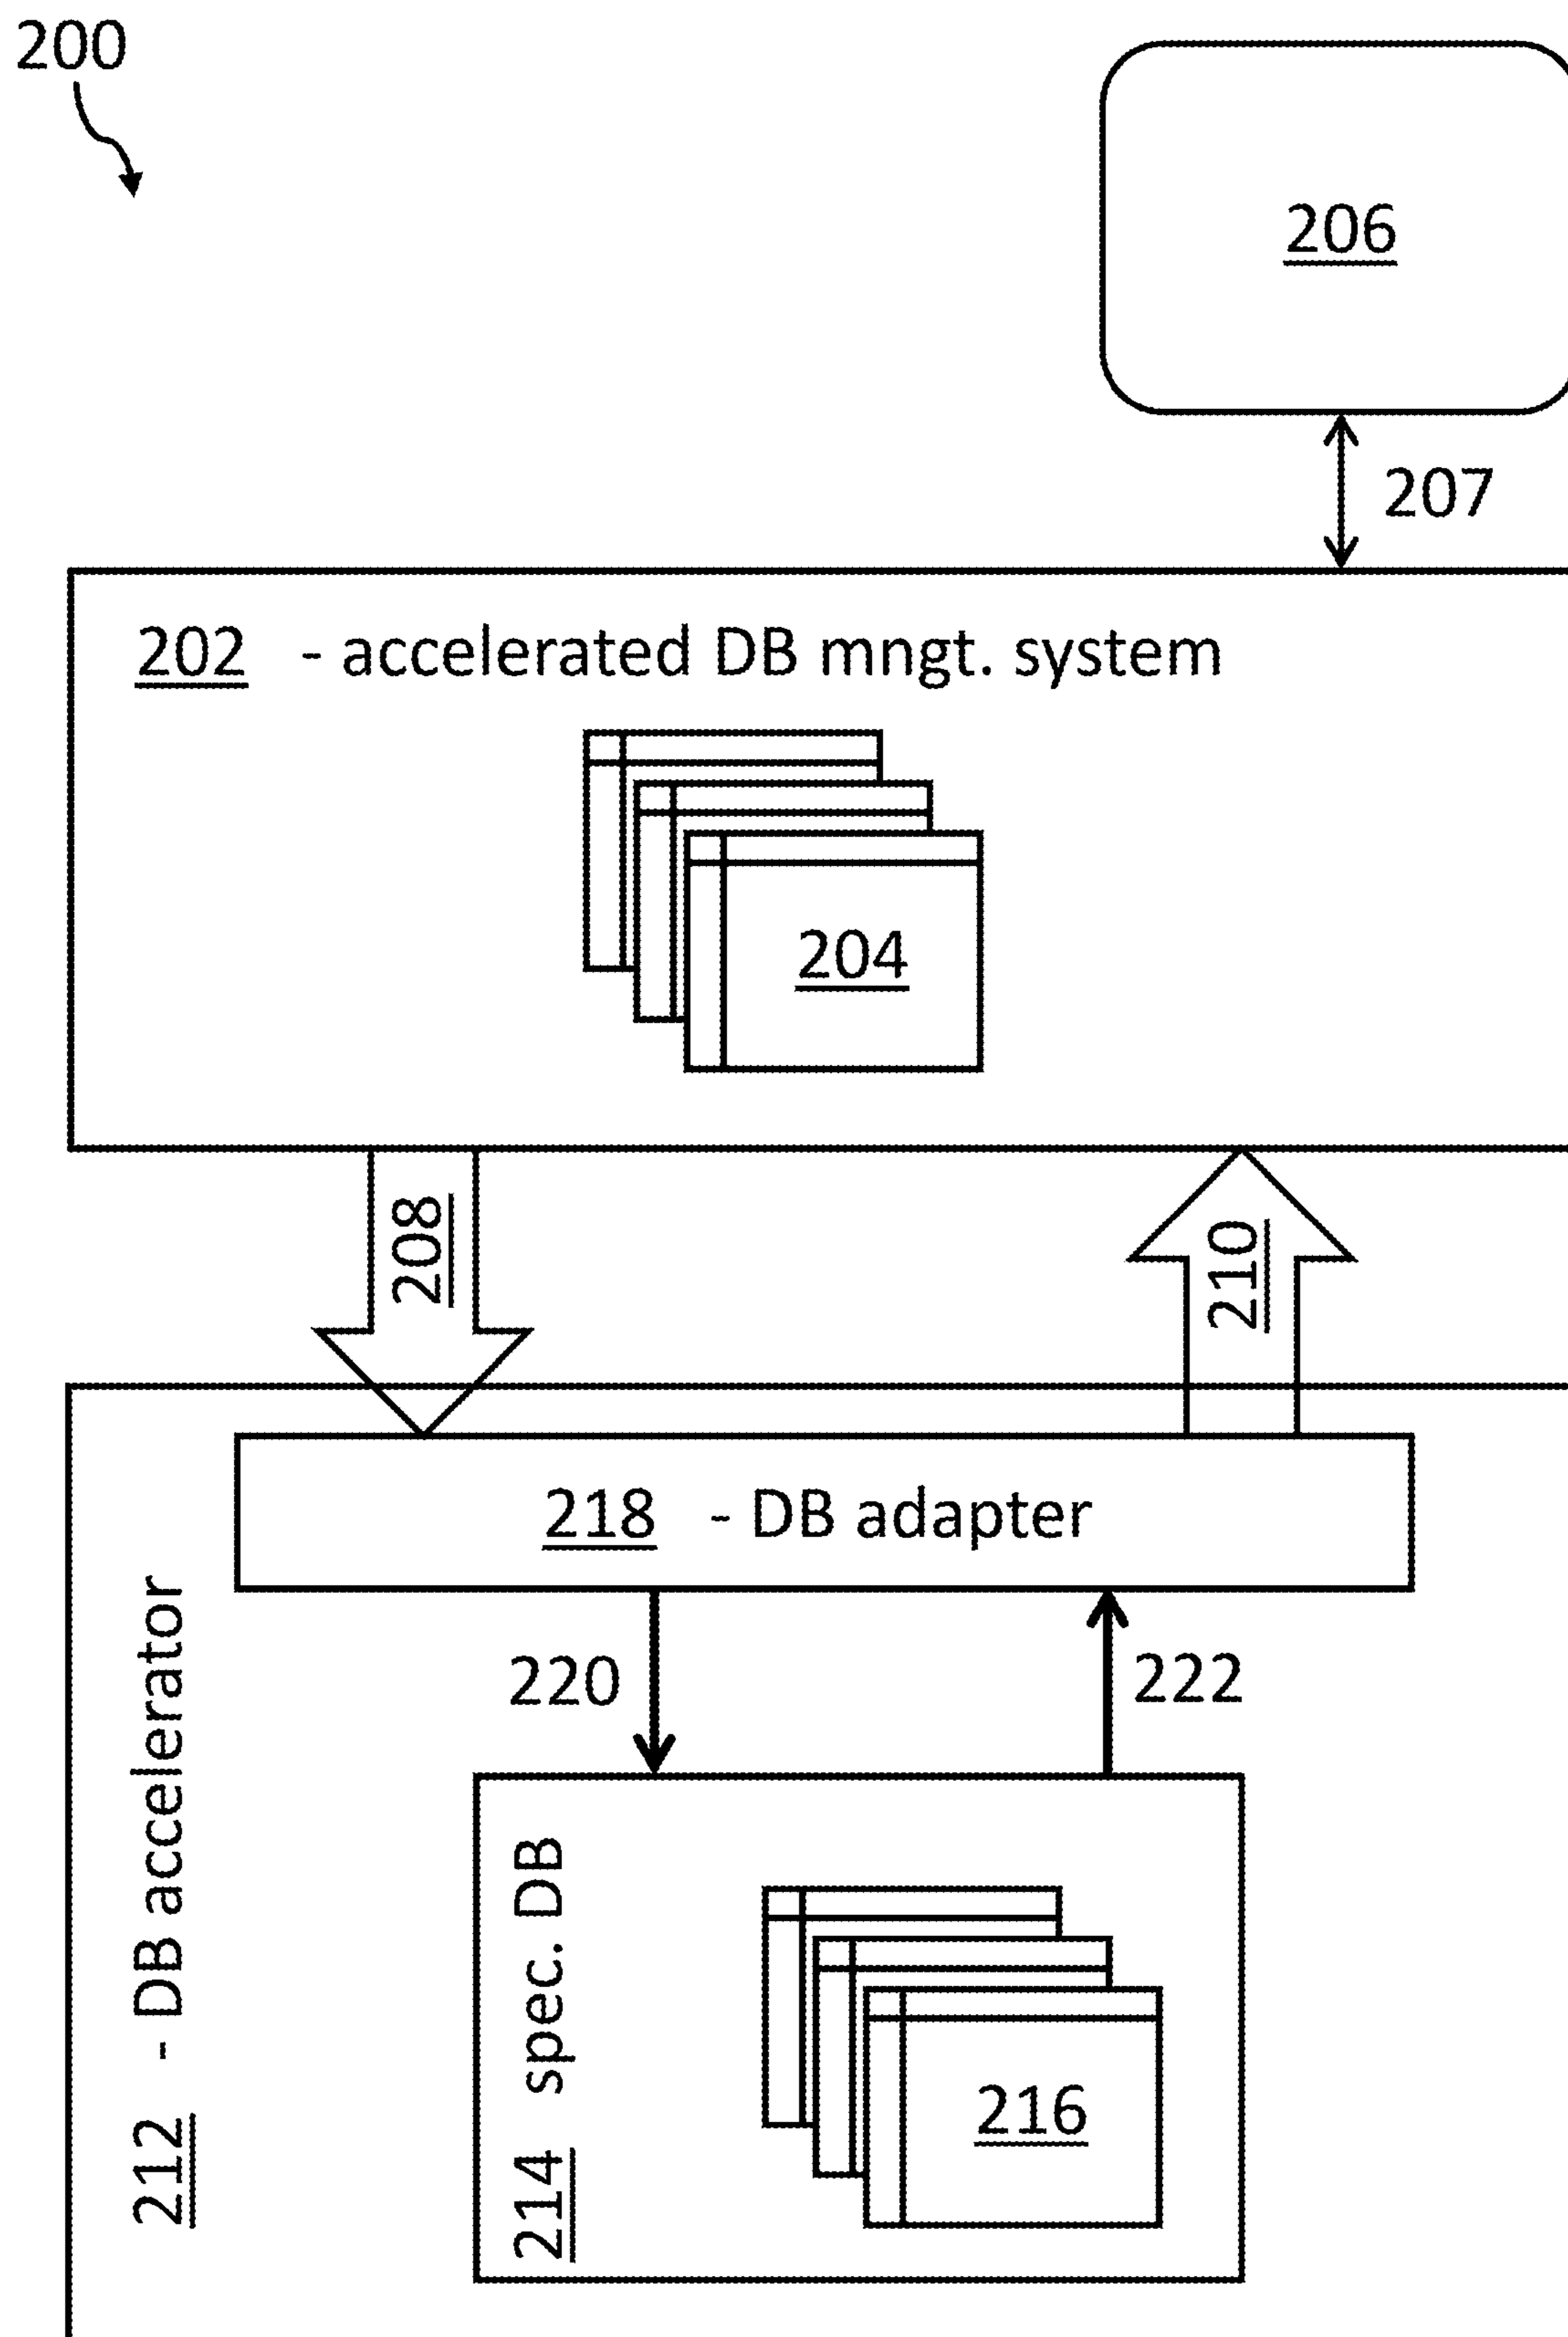 200
206
207
202 - accelerated DB mngt. system
204
208
210
218 - DB adapter
212 - DB accelerator
220
222
214 spec. DB
216